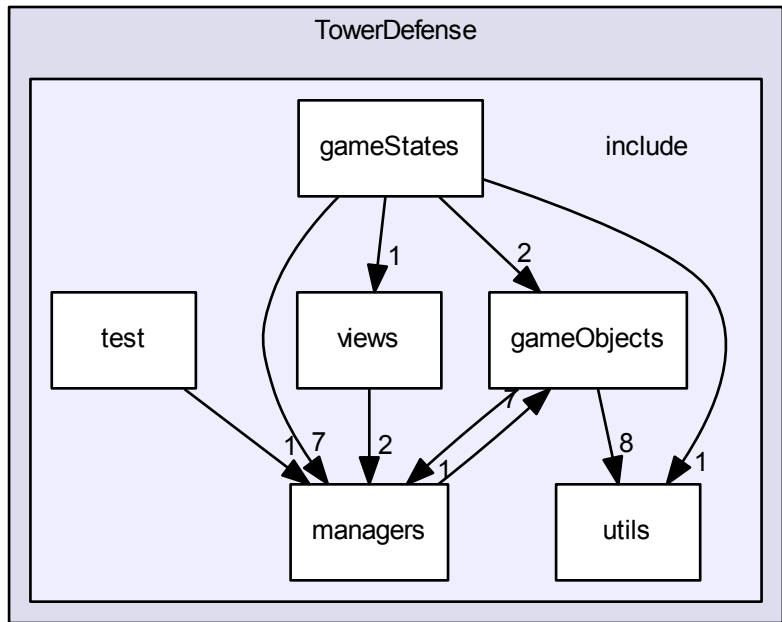 TowerDefense
gameStates
include
1
2
test
views
gameObjects
7
1
7
2
1
8
1
managers
utils